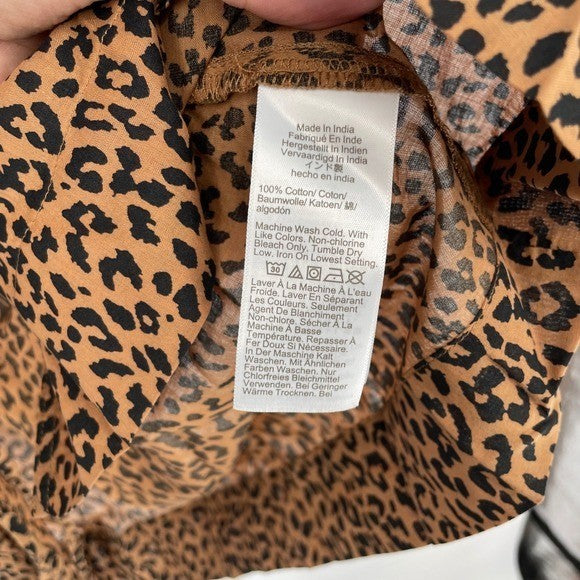 Made In India
Fabriqué En Inde
Hergestellt In Indien
Vervaardigd In India
インド製
hecho en india
100% Cotton/ Coton/
Baumwolle/ Katoen/ 綿/
algodón
Machine Wash Cold. With
Like Colors. Non-chlorine
Bleach Only. Tumble Dry
Low. Iron On Lowest Setting.
30
Laver À La Machine À L'eau
Froide, Laver En Séparant
Les Couleurs. Seulement
Agent De Blanchiment
Non-chlore. Sécher À La
Machine À Basse
Température. Repasser À
Fer Doux Si Nécessaire.
In Der Maschine Kalt
Waschen. Mit Ähnlichen
Farben Waschen. Nur
Chlorfreies Bleichmittel
Verwenden. Bei Geringer
Wärme Trocknen. Bei